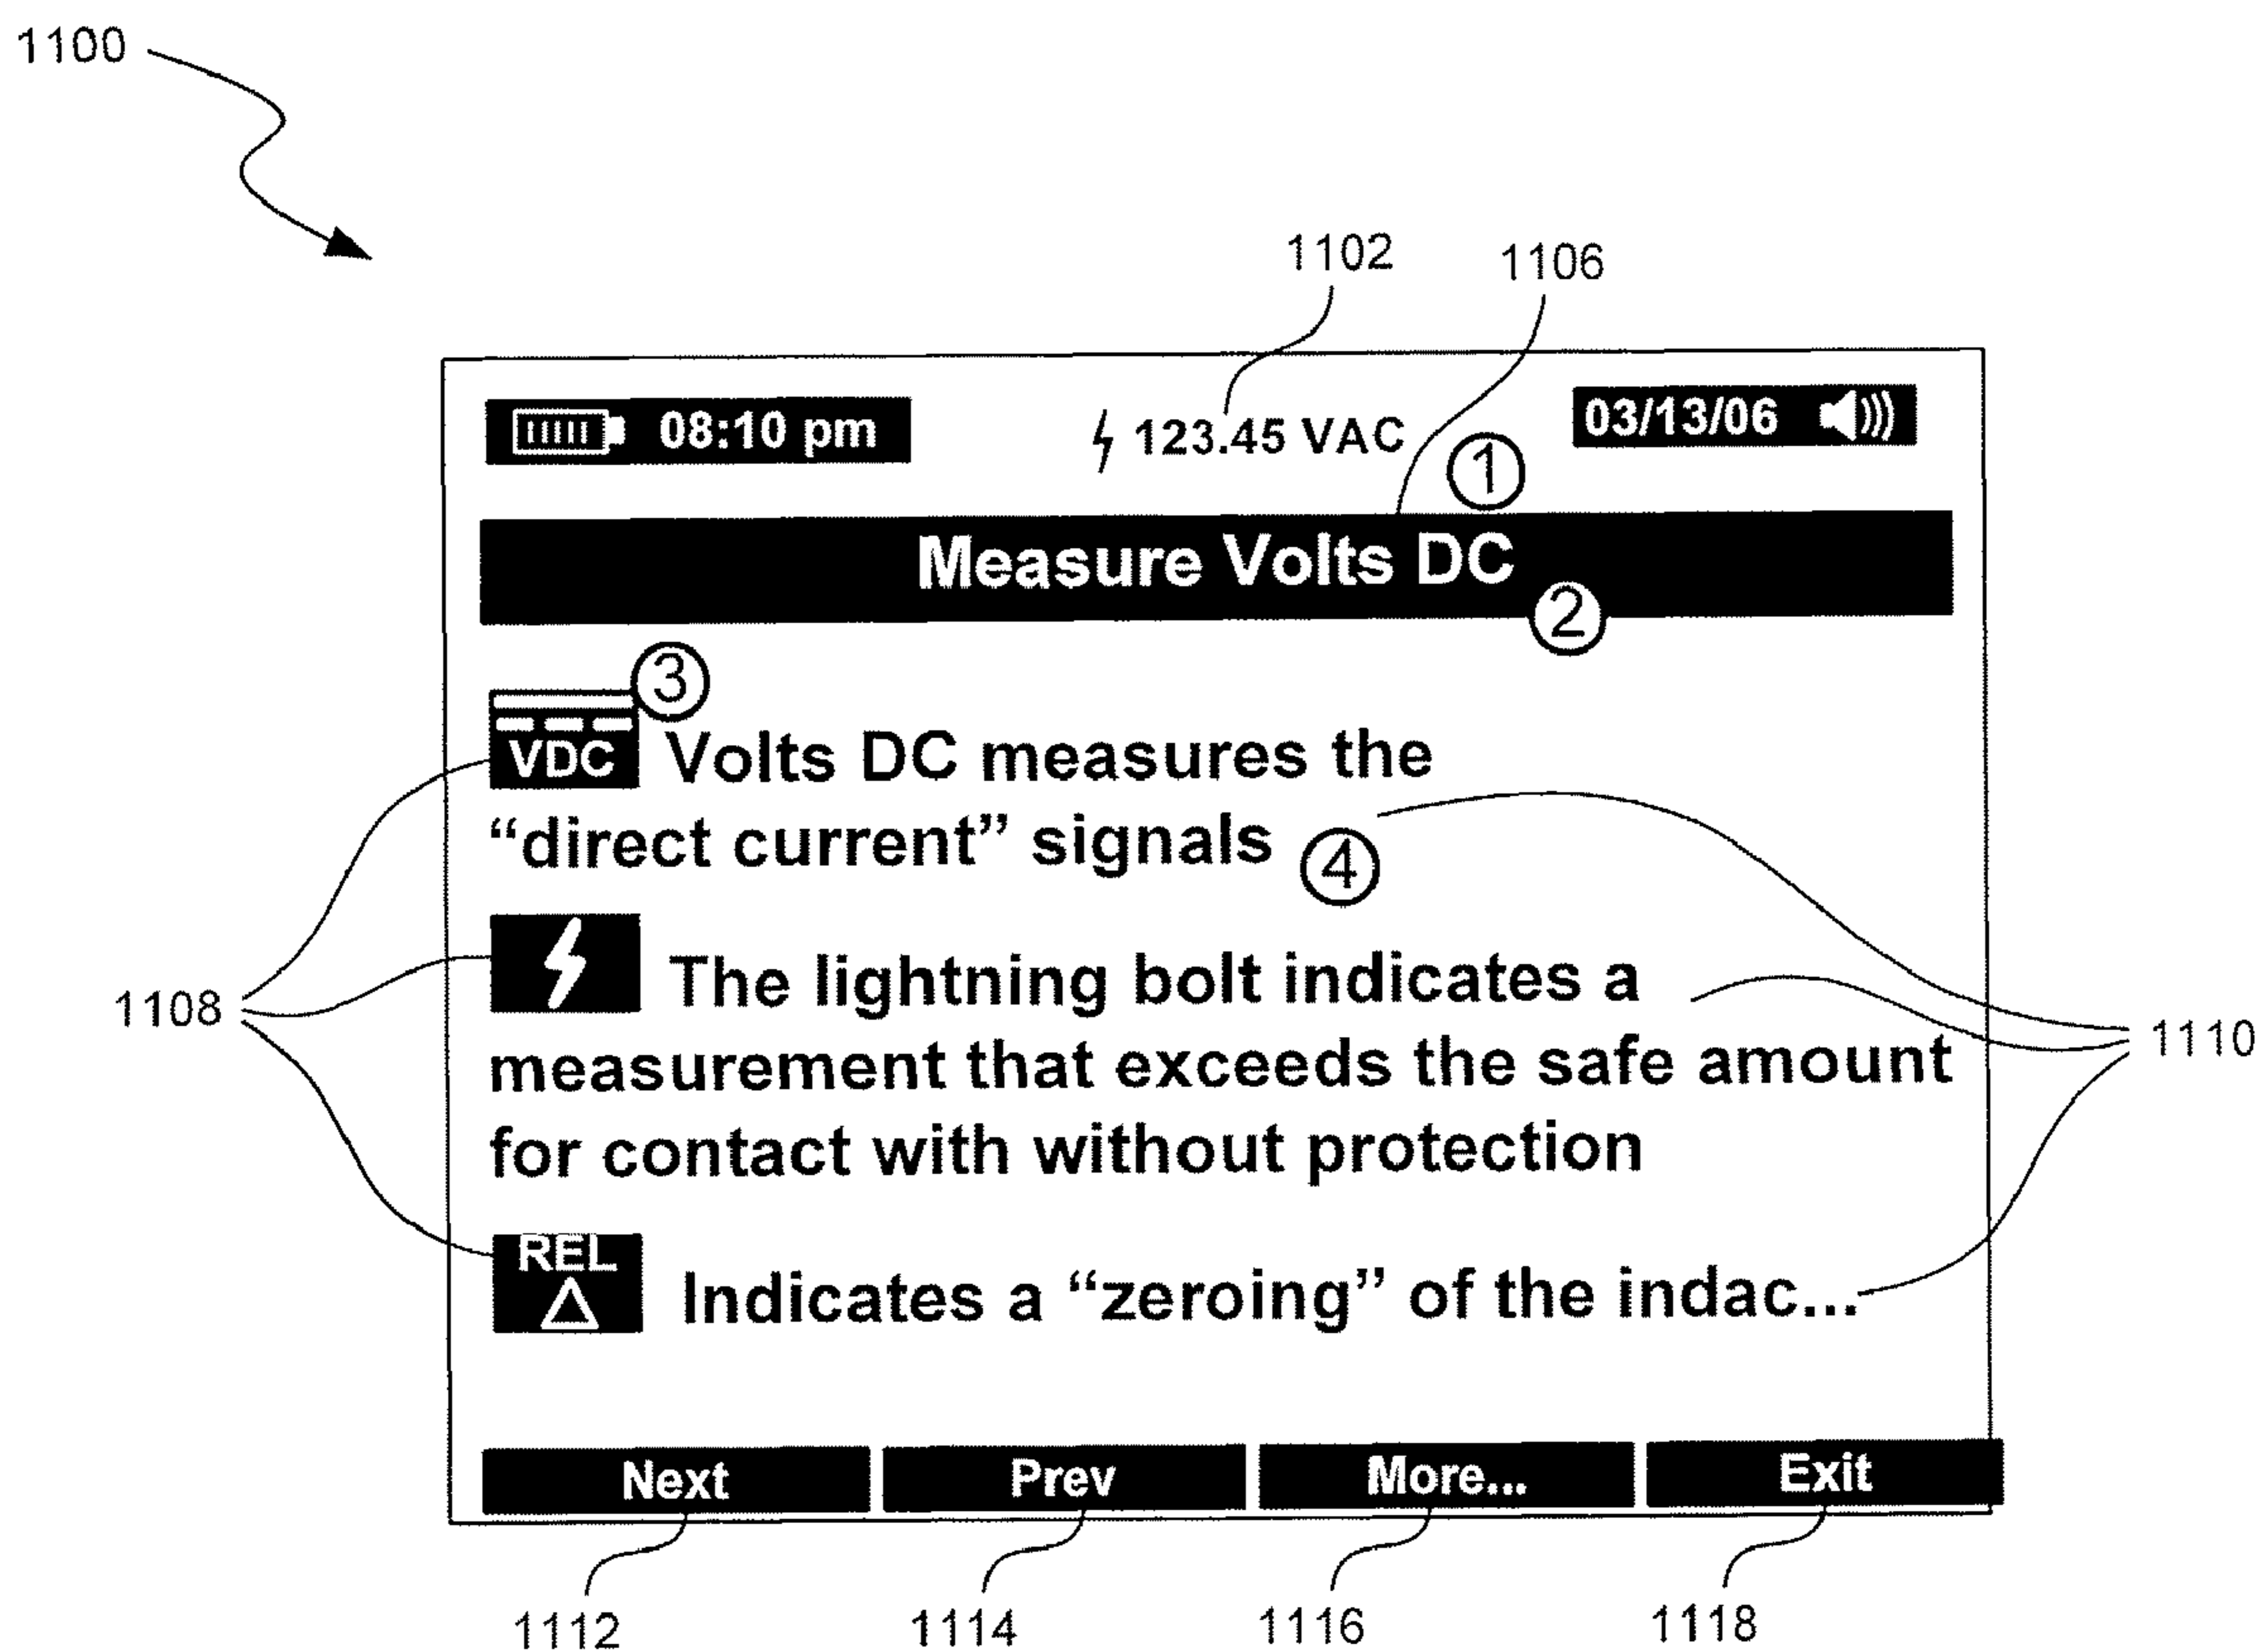 1100
1102
1106
08:10 pm
123.45 VAC
03/13/06
①
Measure Volts DC
②
③
VDC Volts DC measures the
“direct current” signals
④
The lightning bolt indicates a
1108
1110
measurement that exceeds the safe amount
for contact with without protection
REL
Indicates a “zeroing” of the indac...
Next
Prev
More...
Exit
1112
1114
1116
1118